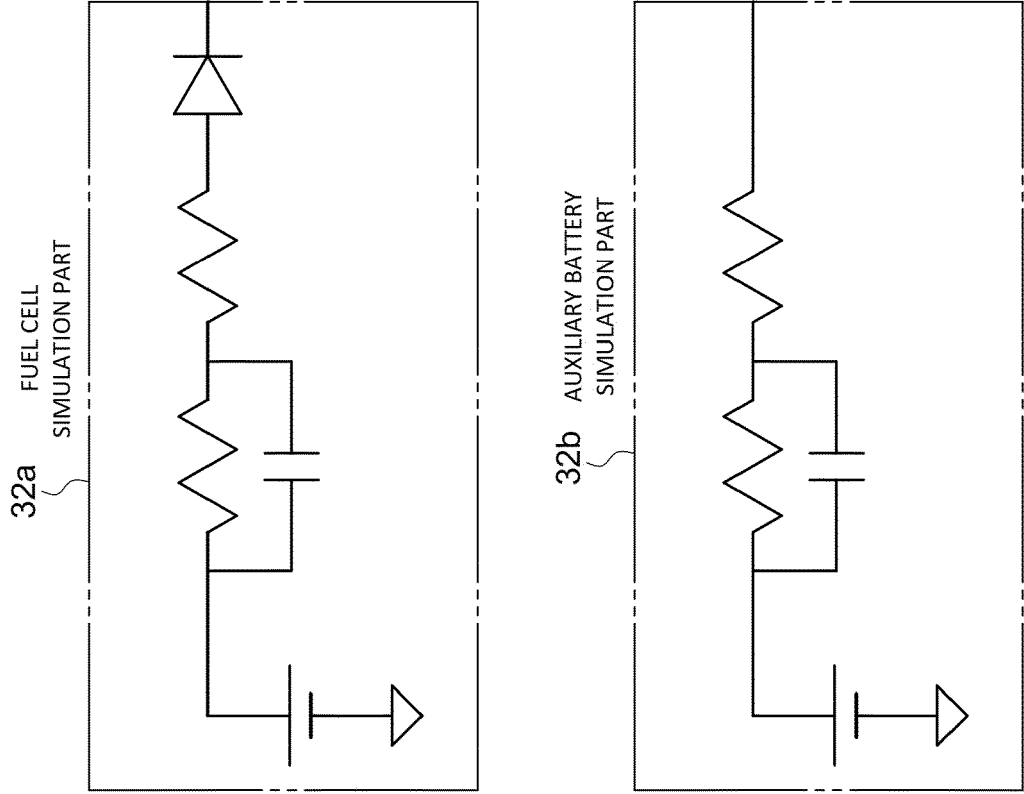 32a
FUEL CELL
SIMULATION PART
32b
AUXILIARY BATTERY
SIMULATION PART